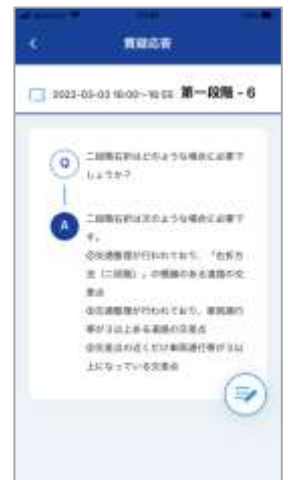 質疑応答
2022-03-03 16:00~16:55 第一段階 - 6
Q
二段階右折はどのような場合に必要で
しょうか？
A
二段階右折は次のような場合に必要で
す。
①交通整理が行われており、「右折方
法（二段階）」の標識のある道路の交
差点
②交通整理が行われており、車両通行
帯が3以上ある道路の交差点
③交差点の近くだけ車両通行帯が3以
上になっている交差点